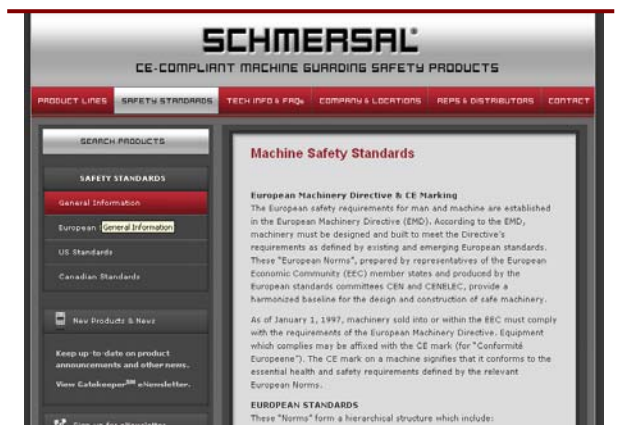 SCHMERSAL
CE-COMPLIANT MACHINE GUARDING SAFETY PRODUCTS
PRODUCT LINES SAFETY STANDARDS TECH INFO & FAQs COMPANY & LOCATIONS REPS & DISTRIBUTORS CONTACT
SEARCH PRODUCTS
SAFETY STANDARDS
General Information
European General Information
US Standards
Canadian Standards
New Products & News
Keep up-to-date on product
announcements and other news.
View Gatekeeper SM eNewsletter.
Sign up for eNewsletter
Machine Safety Standards
European Machinery Directive & CE Marking
The European safety requirements for man and machine are established
in the European Machinery Directive (EMD). According to the EMD,
machinery must be designed and built to meet the Directive's
requirements as defined by existing and emerging European standards.
These "European Norms", prepared by representatives of the European
Economic Community (EEC) member states and produced by the
European standards committees CEN and CENELEC, provide a
harmonized baseline for the design and construction of safe machinery.
As of January 1, 1997, machinery sold into or within the EEC must comply
with the requirements of the European Machinery Directive. Equipment
which complies may be affixed with the CE mark (for "Conformité
Europeene"). The CE mark on a machine signifies that it conforms to the
essential health and safety requirements defined by the relevant
European Norms.
EUROPEAN STANDARDS
These "Norms" form a hierarchical structure which include: